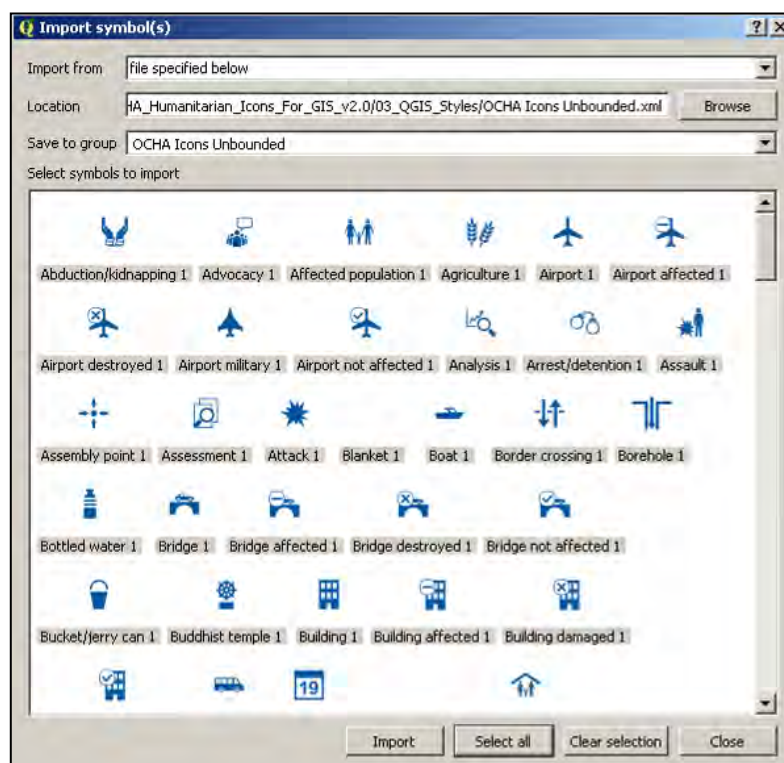 Import symbol(s)
Import from file specified below
Location HA_Humanitarian_Icons_For_GIS_v2.0/03_QGIS_Styles/OCHA Icons Unbounded.xml Browse
Save to group OCHA Icons Unbounded
Select symbols to import
Abduction/kidnapping 1 Advocacy 1 Affected population 1 Agriculture 1 Airport 1 Airport affected 1
Airport destroyed 1 Airport military 1 Airport not affected 1 Analysis 1 Arrest/detention 1 Assault 1
Assembly point 1 Assessment 1 Attack 1 Blanket 1 Boat 1 Border crossing 1 Borehole 1
Bottled water 1 Bridge 1 Bridge affected 1 Bridge destroyed 1 Bridge not affected 1
Bucket/jerry can 1 Buddhist temple 1 Building 1 Building affected 1 Building damaged 1
19
Import Select all Clear selection Close